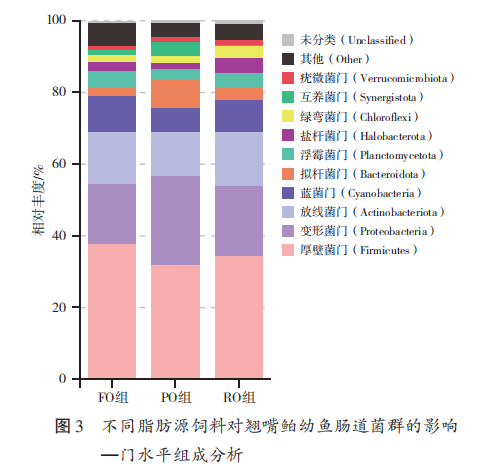 100
80
60
40
20
0
相对丰度/%
FO组
PO组
RO组
未分类（Unclassified）
其他（Other）
疣微菌门（Verrucomicrobiota）
互养菌门（Synergistota）
绿弯菌门（Chloroflexi）
盐杆菌门（Halobacterota）
浮霉菌门（Planctomycetota）
拟杆菌门（Bacteroidota）
蓝菌门（Cyanobacteria）
放线菌门（Actinobacteriota）
变形菌门（Proteobacteria）
厚壁菌门（Firmicutes）
图3 不同脂肪源饲料对翘嘴鲌幼鱼肠道菌群的影响
—门水平组成分析